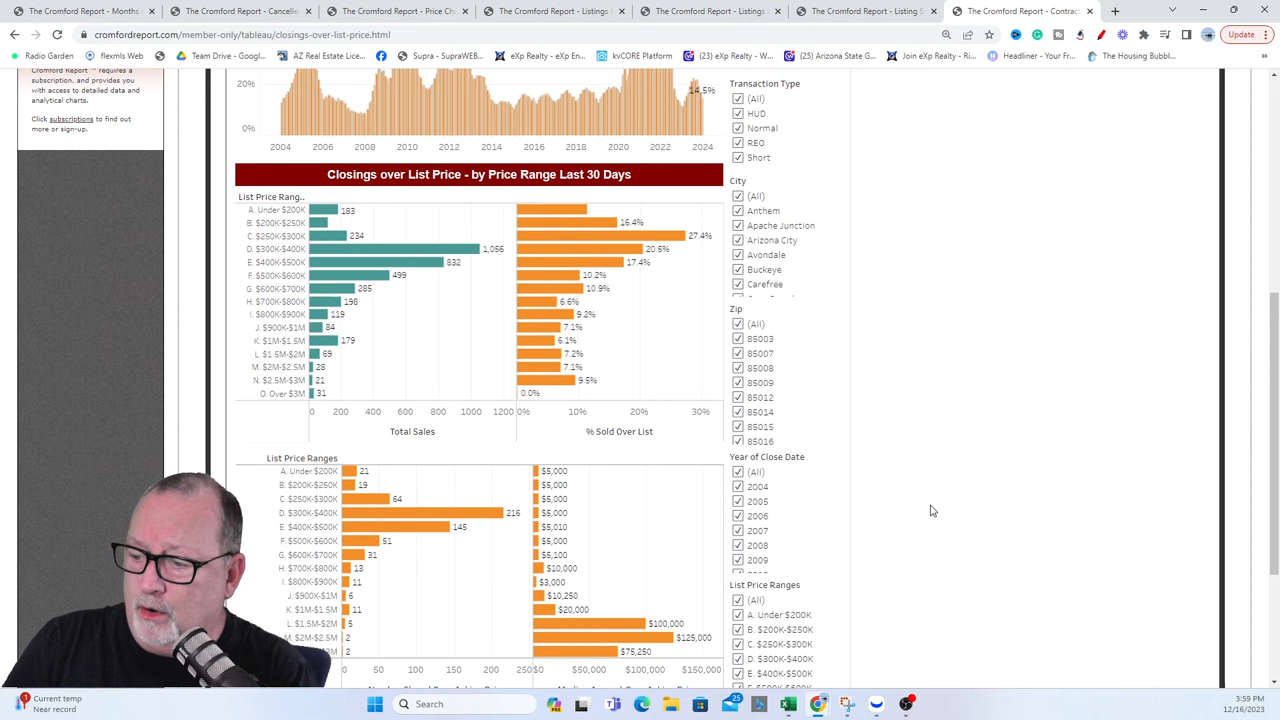 The Cromford Report - Months
The Cromford Report - Cancelle
The Cromford Report - Price Ch
The Cromford Report - Listings
The Cromford Report - Listings
The Cromford Report - Listing S
The Cromford Report - Contract
cromfordreport.com/member-only/tableau/closings-over-list-price.html
Update
Radio Garden
flexmls Web
Team Drive - Googl...
AZ Real Estate Lice...
Supra - SupraWEB...
eXp Realty - eXp En...
kvCORE Platform
(23) eXp Realty - W...
(25) Arizona State G...
Join eXp Realty - Ri...
Headliner - Your Fr...
The Housing Bubbl...
Cromford Report™ requires a
subscription, and provides you
with access to detailed data and
analytical charts.
Click subscriptions to find out
more or sign-up.
20%
14.5%
0%
2004 2006 2008 2010 2012 2014 2016 2018 2020 2022 2024
Closings over List Price - by Price Range Last 30 Days
List Price Rang..
A. Under $200K 183
B. $200K-$250K 16.4%
C. $250K-$300K 234 27.4%
D. $300K-$400K 1,056 20.5%
E. $400K-$500K 832 17.4%
F. $500K-$600K 499 10.2%
G. $600K-$700K 285 10.9%
H. $700K-$800K 198 6.6%
I. $800K-$900K 119 9.2%
J. $900K-$1M 84 7.1%
K. $1M-$1.5M 179 6.1%
L. $1.5M-$2M 69 7.2%
M. $2M-$2.5M 28 7.1%
N. $2.5M-$3M 21 9.5%
O. Over $3M 31 0.0%
0 200 400 600 800 1000 1200 0% 10% 20% 30%
Total Sales % Sold Over List
List Price Ranges
A. Under $200K 21 $5,000
B. $200K-$250K 19 $5,000
C. $250K-$300K 64 $5,000
D. $300K-$400K 216 $5,000
E. $400K-$500K 145 $5,010
F. $500K-$600K 51 $5,000
G. $600K-$700K 31 $5,100
H. $700K-$800K 13 $10,000
I. $800K-$900K 11 $3,000
J. $900K-$1M 6 $10,250
K. $1M-$1.5M 11 $20,000
L. $1.5M-$2M 5 $100,000
M. $2M-$2.5M 2 $125,000
2 $75,250
0 50 100 150 200 250 $0 $50,000 $100,000 $150,000
Transaction Type
(All)
HUD
Normal
REO
Short
City
(All)
Anthem
Apache Junction
Arizona City
Avondale
Buckeye
Carefree
Zip
(All)
85003
85007
85008
85009
85012
85014
85015
85016
Year of Close Date
(All)
2004
2005
2006
2007
2008
2009
List Price Ranges
(All)
A. Under $200K
B. $200K-$250K
C. $250K-$300K
D. $300K-$400K
E. $400K-$500K
1
Current temp
Near record
Search
25
3:59 PM
12/16/2023